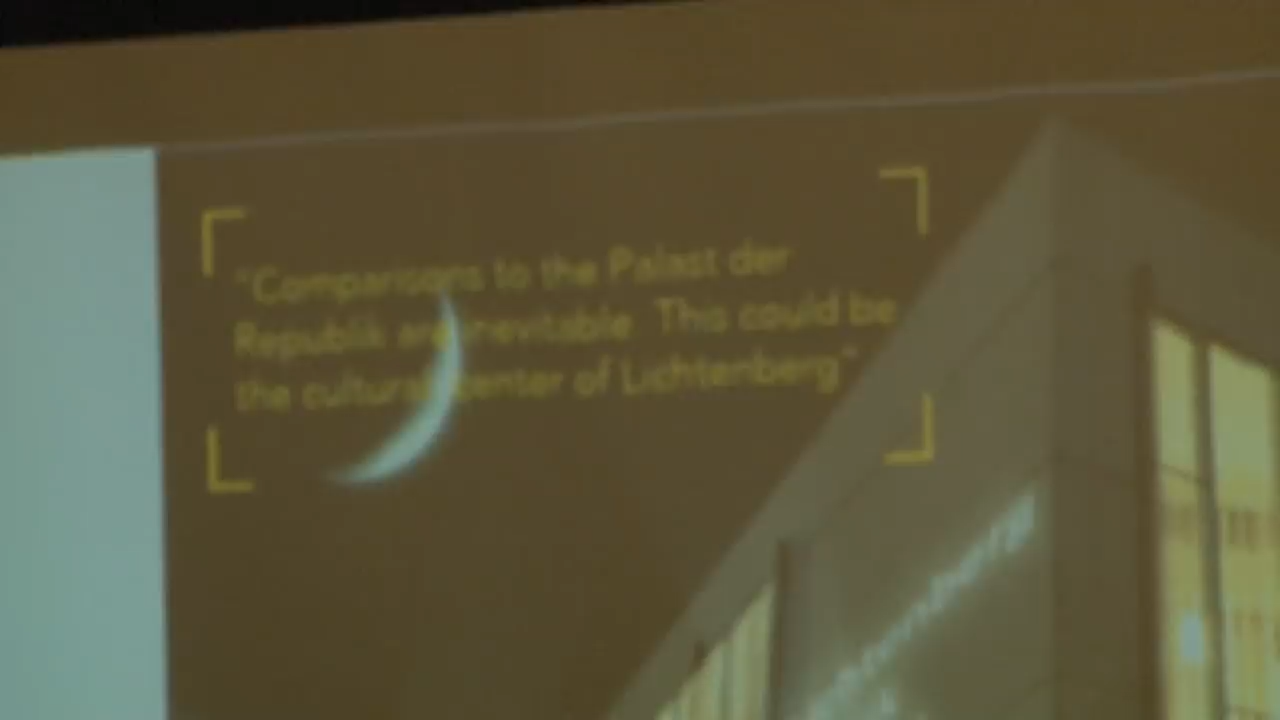 "Comparisons to the Palast der
Republik are inevitable. This could be
the cultural center of Lichtenberg"